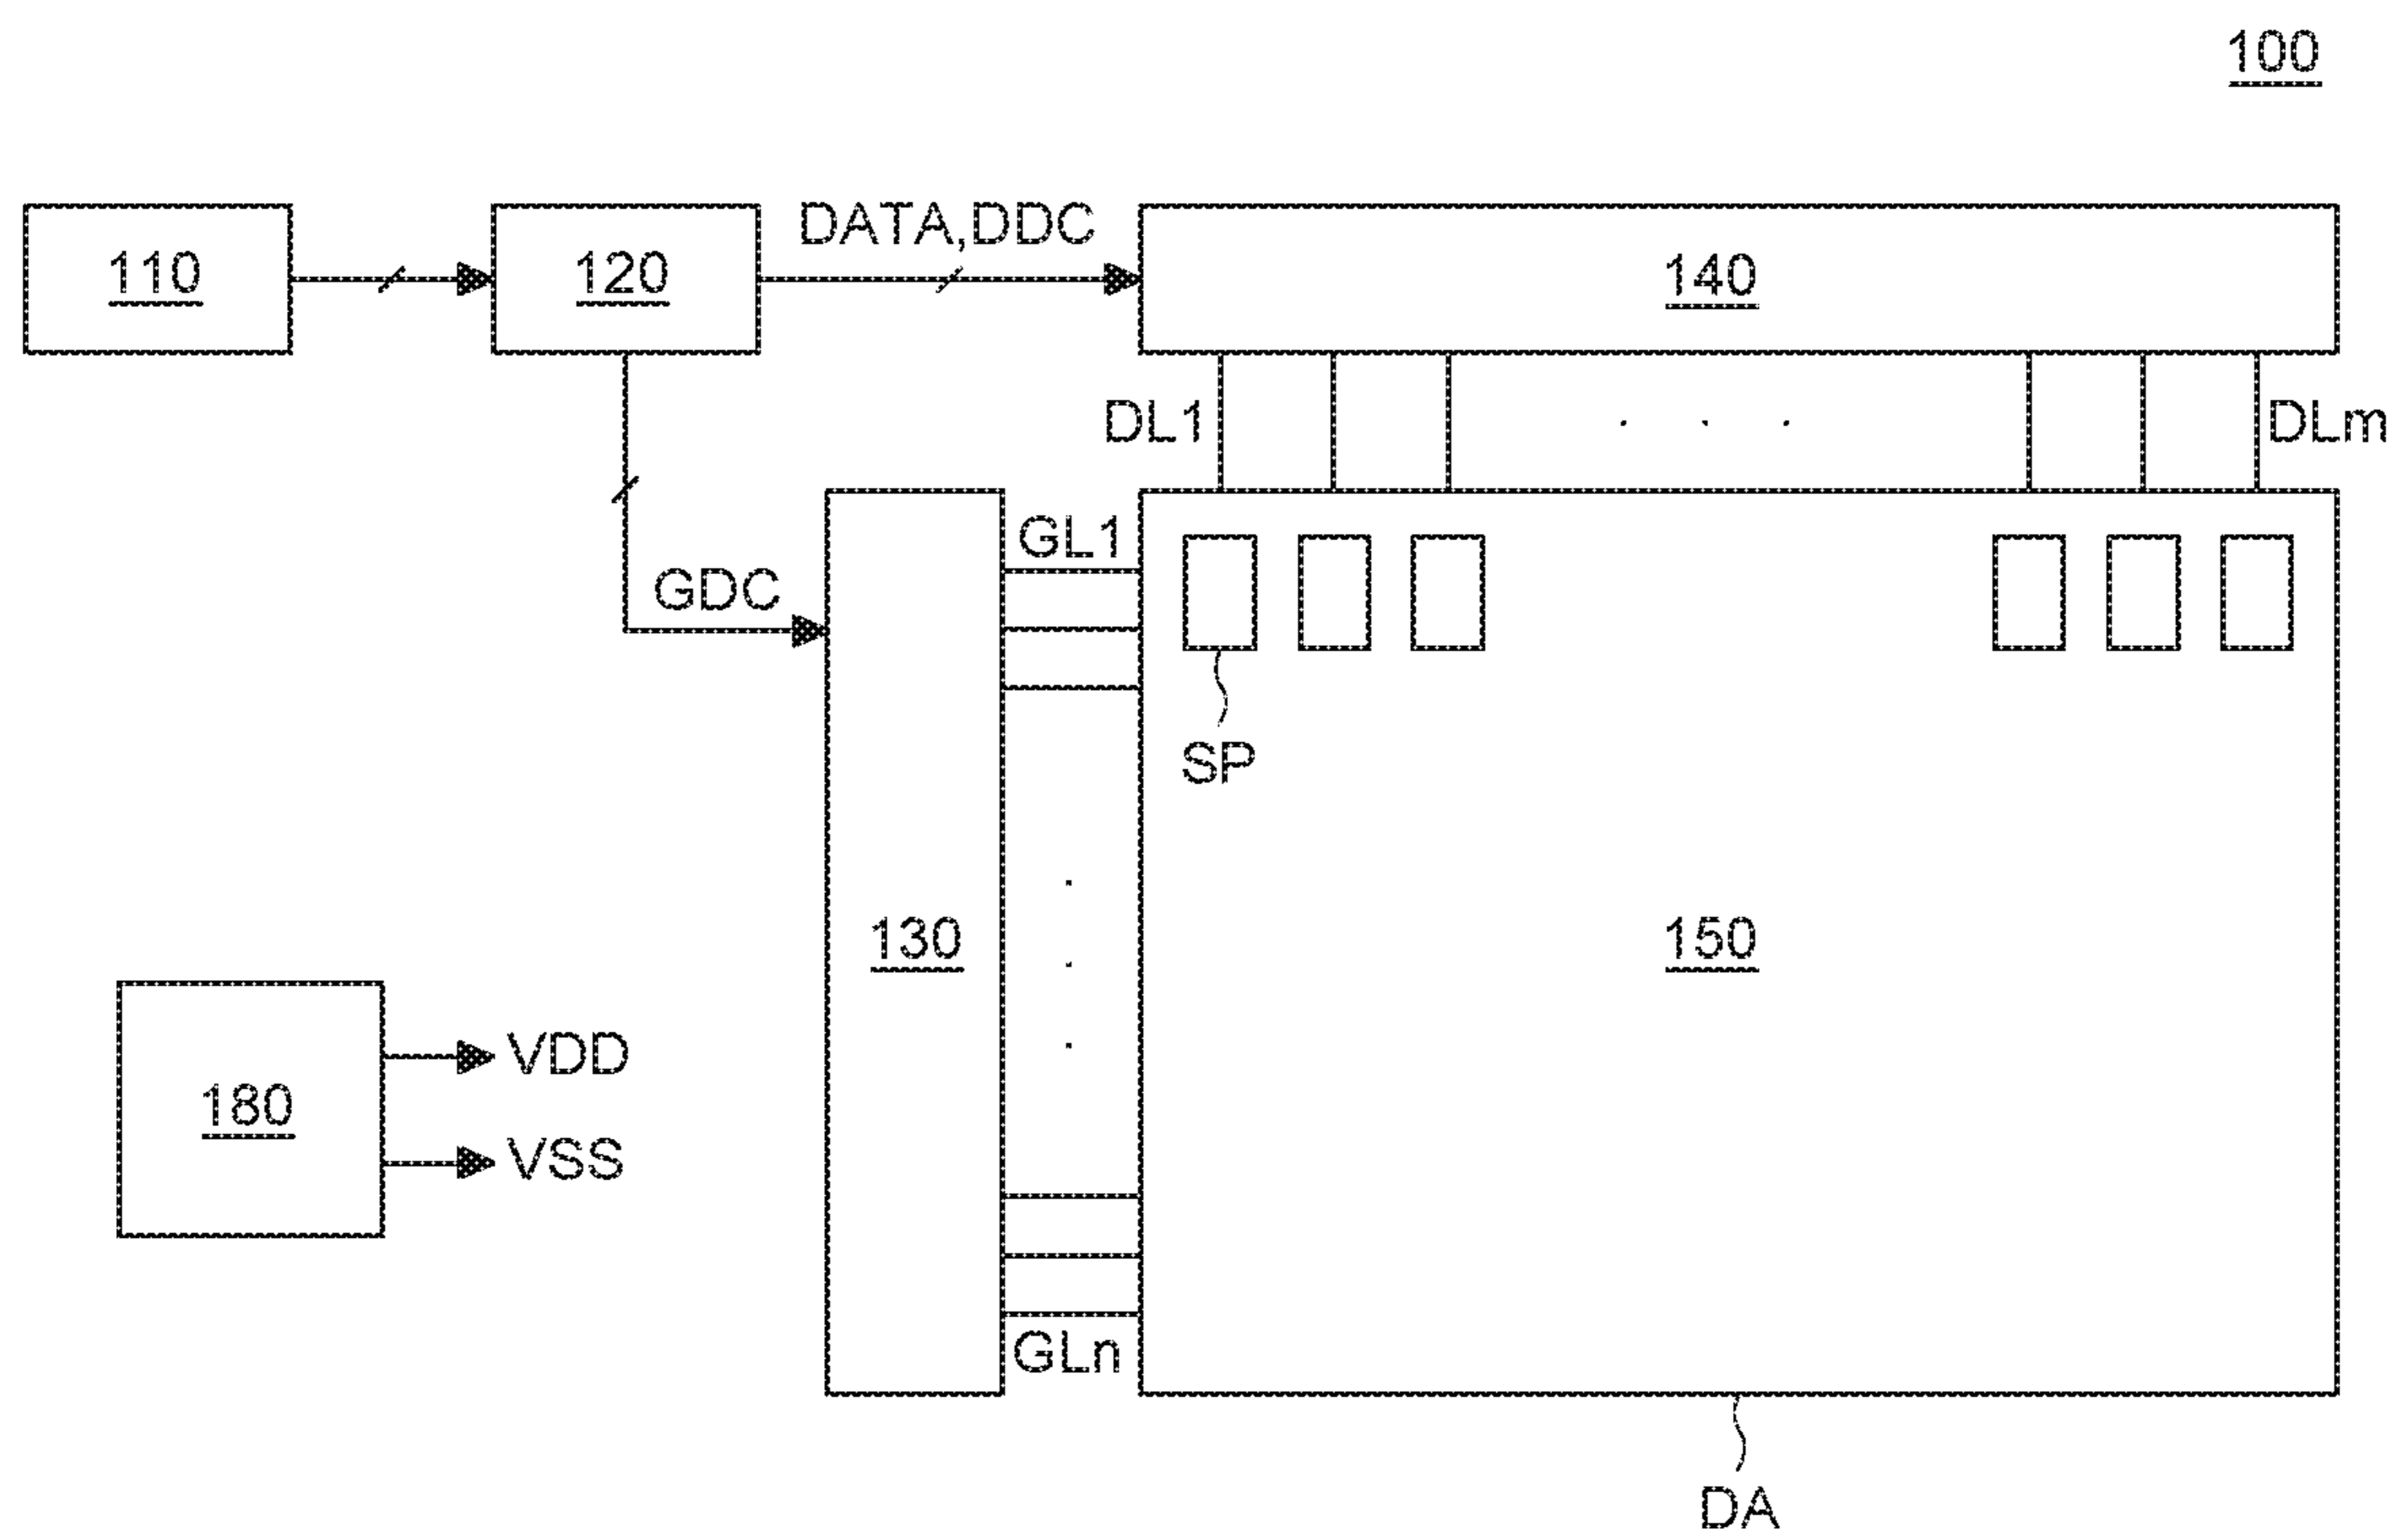 100
110
120
DATA,DDC
140
DL1
DLm
GL1
GDC
SP
130
150
VDD
180
VSS
GLn
DA